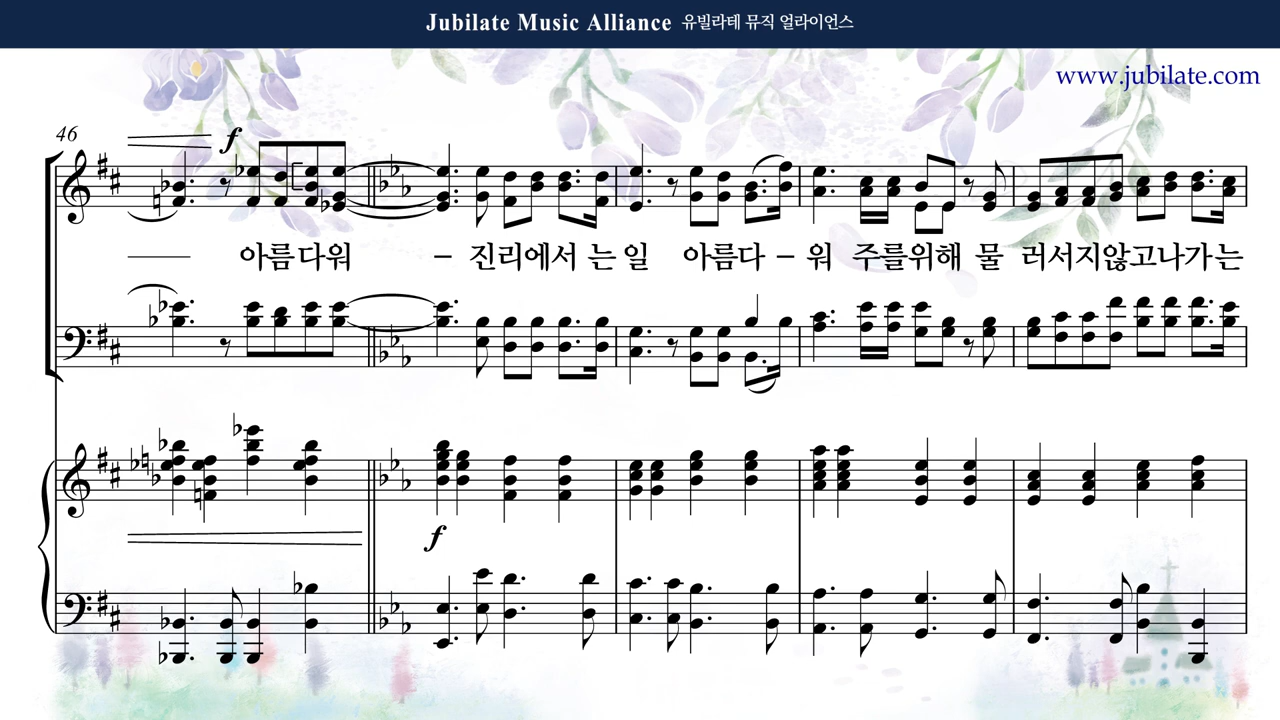 Jubilate Music Alliance 유빌라테 뮤직 얼라이언스
www.jubilate.com
46
f
아름다워 – 진리에서 는 일 아름다 – 워 주를위해 물 러서지않고나가는
f